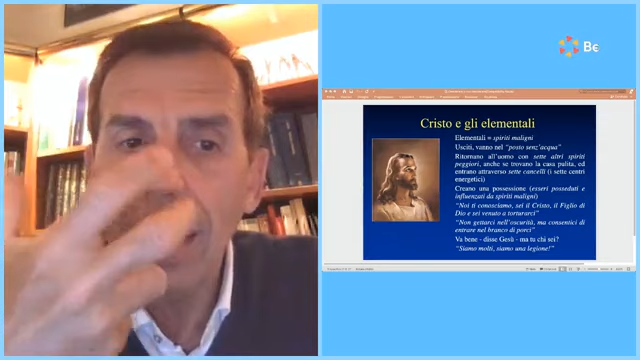 Bє
Cristo e gli elementali
Elementali = spiriti maligni
Usciti, vanno nel "posto senz'acqua"
Ritornano all'uomo con sette altri spiriti
peggiori, anche se trovano la casa pulita, ed
entrano attraverso sette cancelli (i sette centri
energetici)
Creano una possessione (esseri posseduti e
influenzati da spiriti maligni)
"Noi ti conosciamo, sei il Cristo, il Figlio di
Dio e sei venuto a torturarci"
"Non gettarci nell'oscurità, ma consentici di
entrare nel branco di porci"
Va bene - disse Gesù - ma tu chi sei?
"Siamo molti, siamo una legione!"